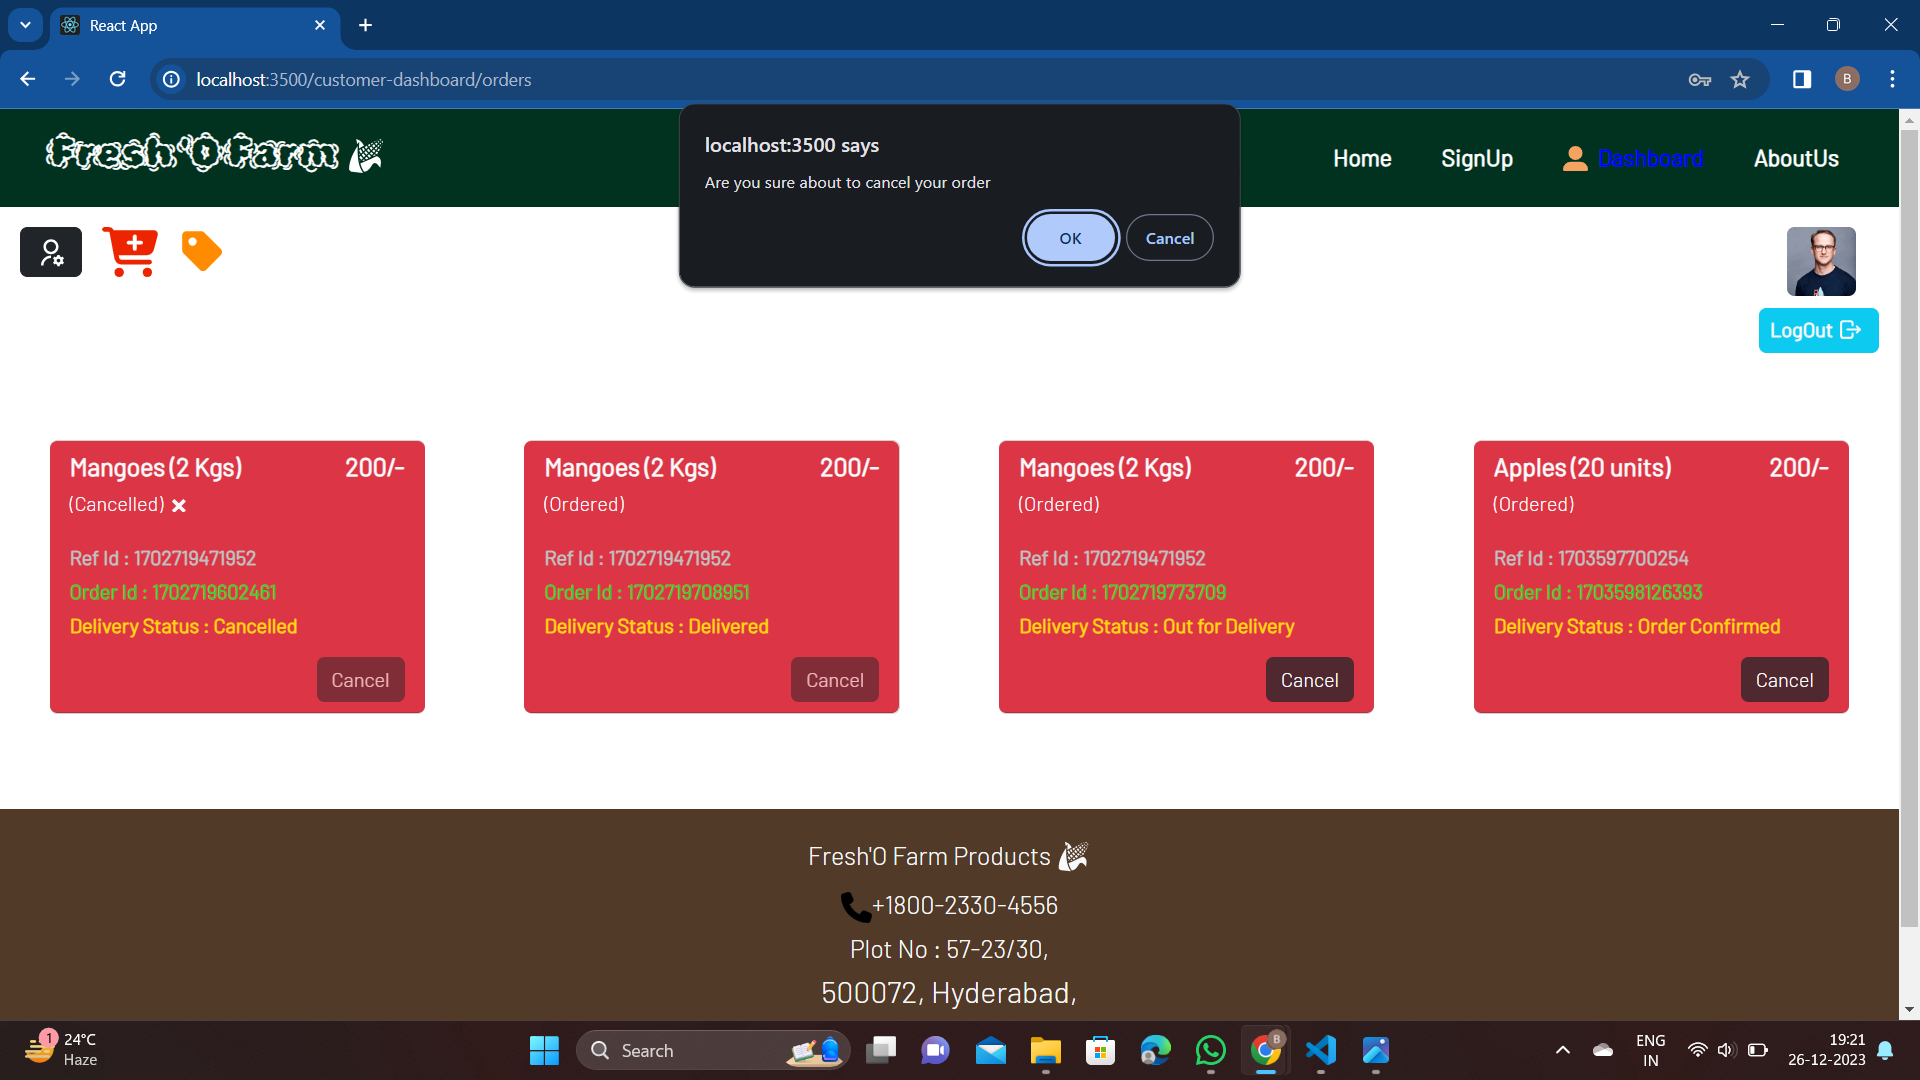 React App
localhost:3500/customer-dashboard/orders
B
Fresh'O Farm
Home
SignUp
Dashboard
AboutUs
localhost:3500 says
Are you sure about to cancel your order
OK
Cancel
LogOut
Mangoes (2 Kgs) 200/-
(Cancelled)
Ref Id : 1702719471952
Order Id : 1702719602461
Delivery Status : Cancelled
Cancel
Mangoes (2 Kgs) 200/-
(Ordered)
Ref Id : 1702719471952
Order Id : 1702719708951
Delivery Status : Delivered
Cancel
Mangoes (2 Kgs) 200/-
(Ordered)
Ref Id : 1702719471952
Order Id : 1702719773709
Delivery Status : Out for Delivery
Cancel
Apples (20 units) 200/-
(Ordered)
Ref Id : 1703597700254
Order Id : 1703598126393
Delivery Status : Order Confirmed
Cancel
Fresh'O Farm Products
+1800-2330-4556
Plot No : 57-23/30,
500072, Hyderabad,
1
24°C
Haze
Search
B
ENG
IN
19:21
26-12-2023